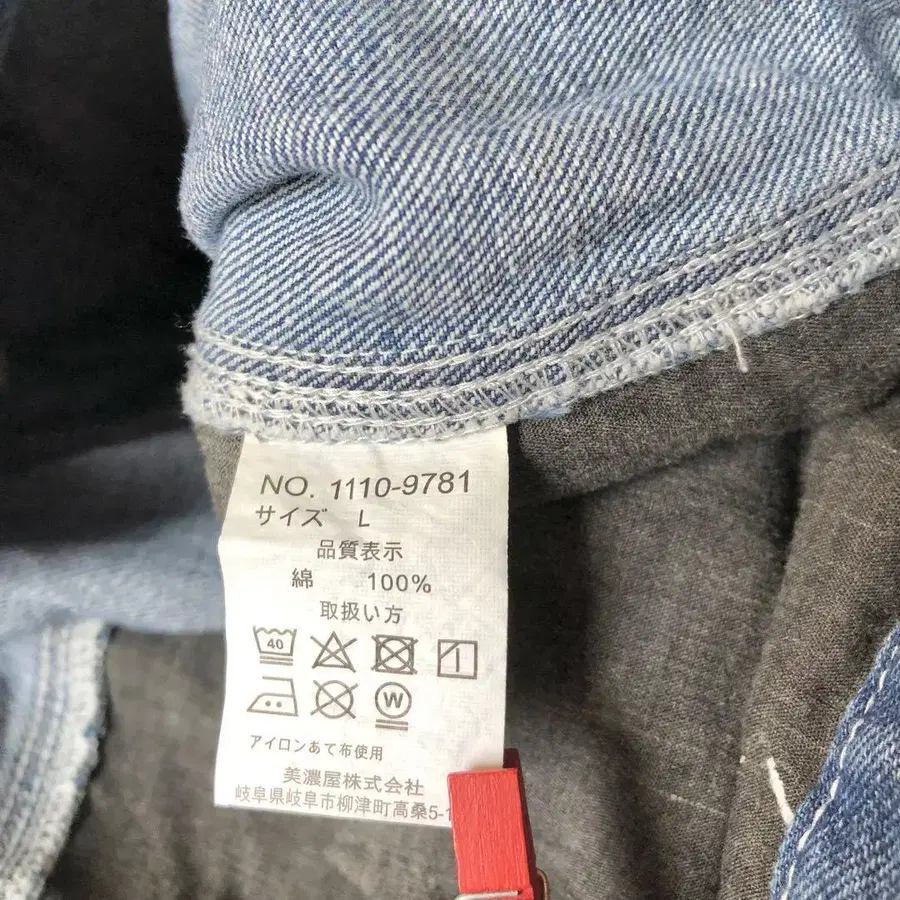 NO. 1110-9781
サイズ L
品質表示
綿 100%
取扱い方
40
W
アイロンあて布使用
美濃屋株式会社
岐阜県岐阜市柳津町高桑5-1